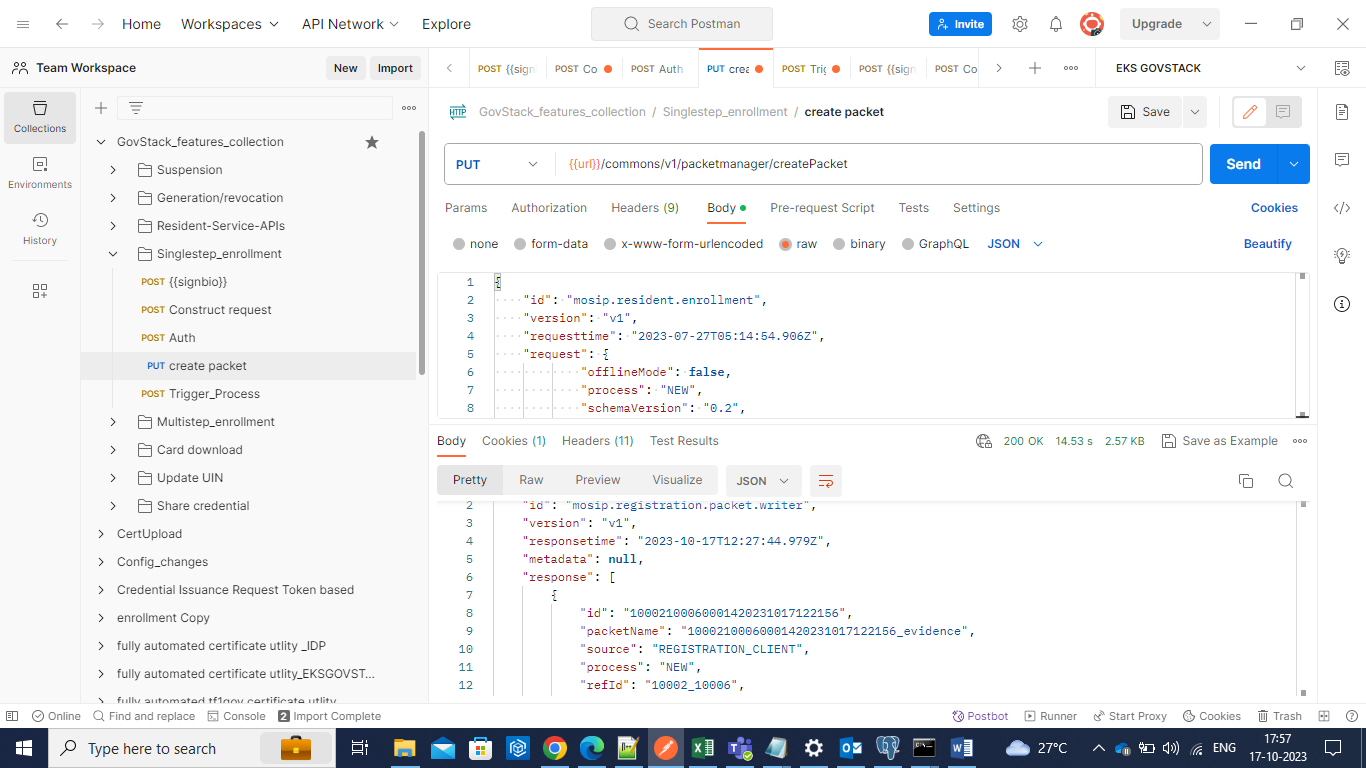 Home Workspaces API Network Explore Search Postman Invite Upgrade
Team Workspace New Import POST {{sign POST Co POST Auth PUT crea POST Trig POST {{sign POST Co EKS GOVSTACK
Collections
Environments
History
GovStack_features_collection
Suspension
Generation/revocation
Resident-Service-APIs
Singlestep_enrollment
POST {{signbio}}
POST Construct request
POST Auth
PUT create packet
POST Trigger_Process
Multistep_enrollment
Card download
Update UIN
Share credential
CertUpload
Config_changes
Credential Issuance Request Token based
enrollment Copy
fully automated certificate utlity _IDP
fully automated certificate utlity_EKSGOVST...
fully automated tf1gov certificate utlity
HTTP GovStack_features_collection / Singlestep_enrollment / create packet Save
PUT {{url}}/commons/v1/packetmanager/createPacket Send
Params Authorization Headers (9) Body Pre-request Script Tests Settings Cookies
none form-data x-www-form-urlencoded raw binary GraphQL JSON Beautify
1 {
2 "id": "mosip.resident.enrollment",
3 "version": "v1",
4 "requesttime": "2023-07-27T05:14:54.906Z",
5 "request": {
6 "offlineMode": false,
7 "process": "NEW",
8 "schemaVersion": "0.2",
Body Cookies (1) Headers (11) Test Results 200 OK 14.53 s 2.57 KB Save as Example
Pretty Raw Preview Visualize JSON
2 "id": "mosip.registration.packet.writer",
3 "version": "v1",
4 "responsetime": "2023-10-17T12:27:44.979Z",
5 "metadata": null,
6 "response": [
7 {
8 "id": "10002100060001420231017122156",
9 "packetName": "10002100060001420231017122156_evidence",
10 "source": "REGISTRATION_CLIENT",
11 "process": "NEW",
12 "refId": "10002_10006",
Online Find and replace Console 2 Import Complete Postbot Runner Start Proxy Cookies Trash
Type here to search 27°C ENG 17:57
17-10-2023